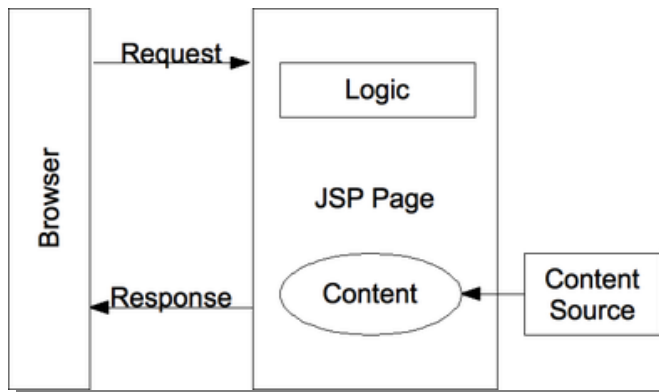 Request
Logic
Browser
JSP Page
Content
Content
Source
Response